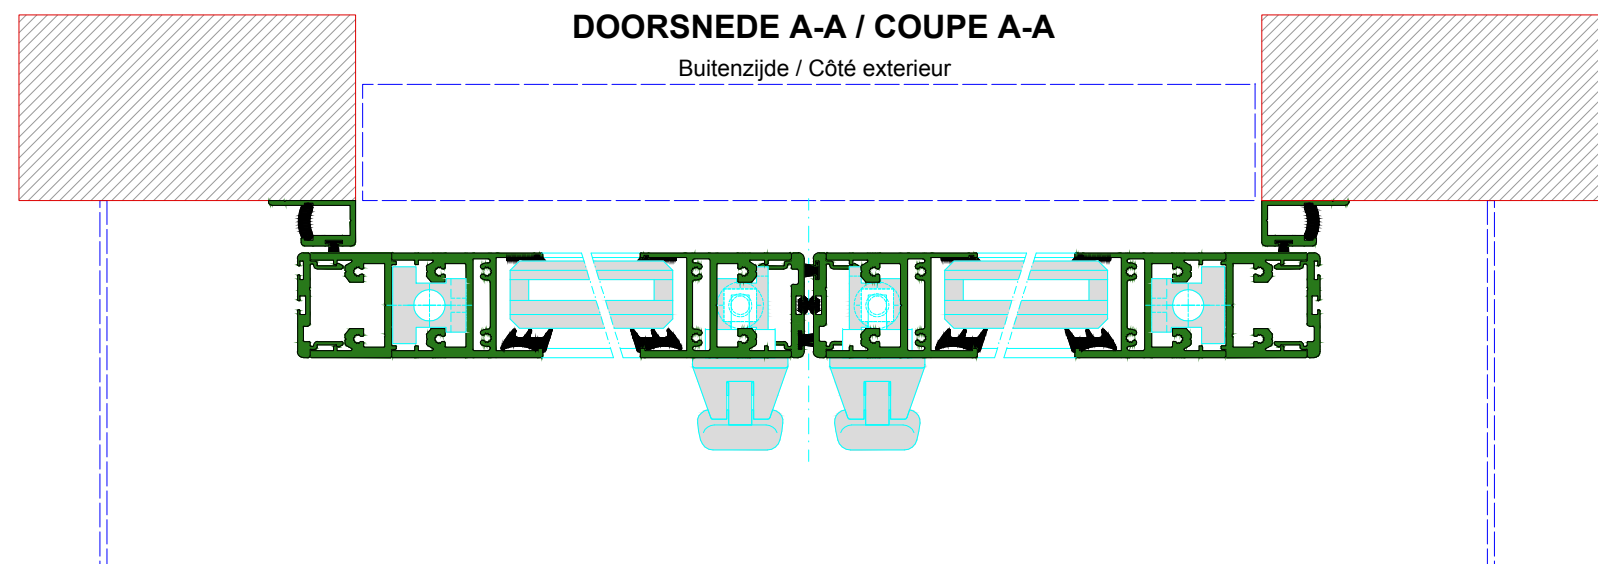 DOORSNEDE A-A / COUPE A-A
Buitenzijde / Côté exterieur